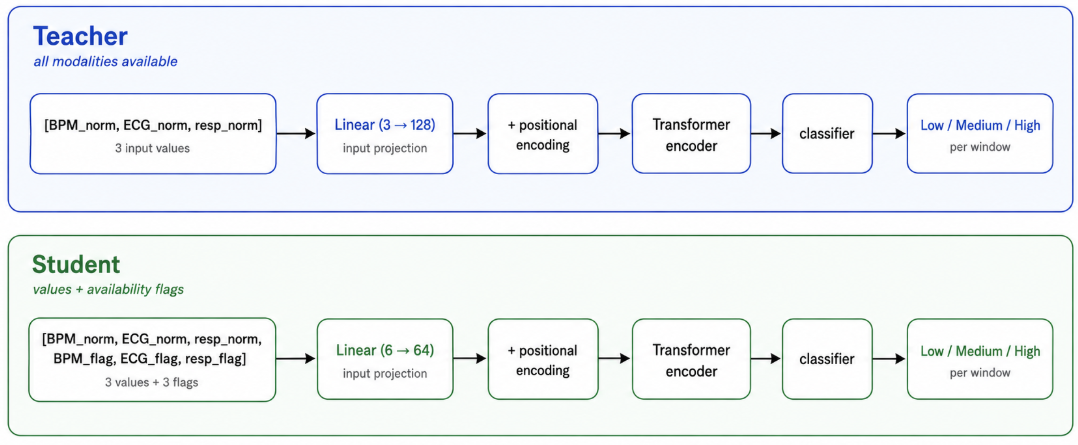 Teacher
all modalities available
[BPM_norm, ECG_norm, resp_norm]
3 input values
Linear (3 → 128)
input projection
+ positional
encoding
Transformer
encoder
classifier
Low / Medium / High
per window
Student
values + availability flags
[BPM_norm, ECG_norm, resp_norm,
BPM_flag, ECG_flag, resp_flag]
3 values + 3 flags
Linear (6 → 64)
input projection
+ positional
encoding
Transformer
encoder
classifier
Low / Medium / High
per window